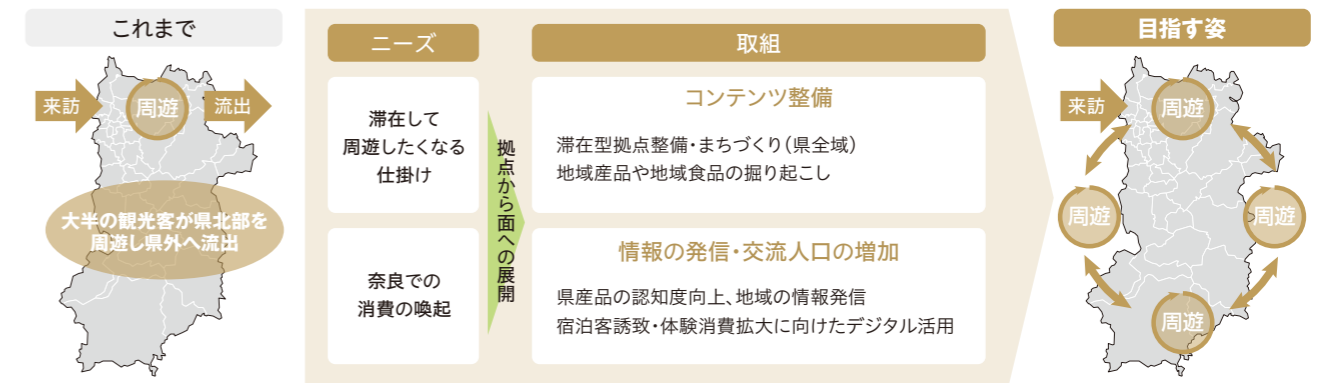 これまで
来訪
周遊
流出
大半の観光客が県北部を
周遊し県外へ流出
ニーズ
滞在して
周遊したくなる
仕掛け
奈良での
消費の喚起
拠点から面への展開
取組
コンテンツ整備
滞在型拠点整備・まちづくり（県全域）
地域産品や地域食品の掘り起こし
情報の発信・交流人口の増加
県産品の認知度向上、地域の情報発信
宿泊客誘致・体験消費拡大に向けたデジタル活用
目指す姿
来訪
周遊
周遊
周遊
周遊